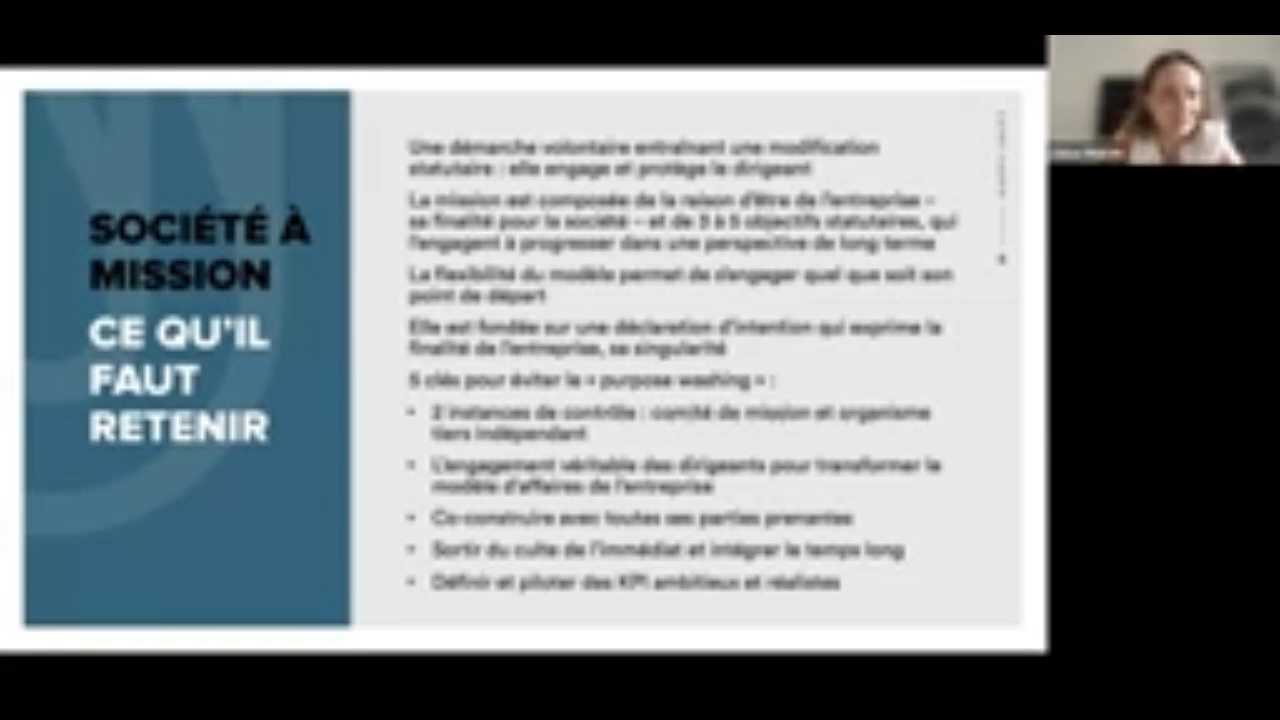 SOCIÉTÉ À
MISSION
CE QU'IL
FAUT
RETENIR
Une démarche volontaire entraînant une modification
statutaire : elle engage et protège le dirigeant
La mission est composée de la raison d'être de l'entreprise –
sa finalité pour la société – et de 3 à 5 objectifs statutaires, qui
l'engagent à progresser dans une perspective de long terme
La flexibilité du modèle permet de s'engager quel que soit son
point de départ
Elle est fondée sur une déclaration d'intention qui exprime la
finalité de l'entreprise, sa singularité
5 clés pour éviter le « purpose washing » :
• 2 instances de contrôle : comité de mission et organisme
tiers indépendant
• L'engagement véritable des dirigeants pour transformer le
modèle d'affaires de l'entreprise
• Co-construire avec toutes ses parties prenantes
• Sortir du culte de l'immédiat et intégrer le temps long
• Définir et piloter des KPI ambitieux et réalistes